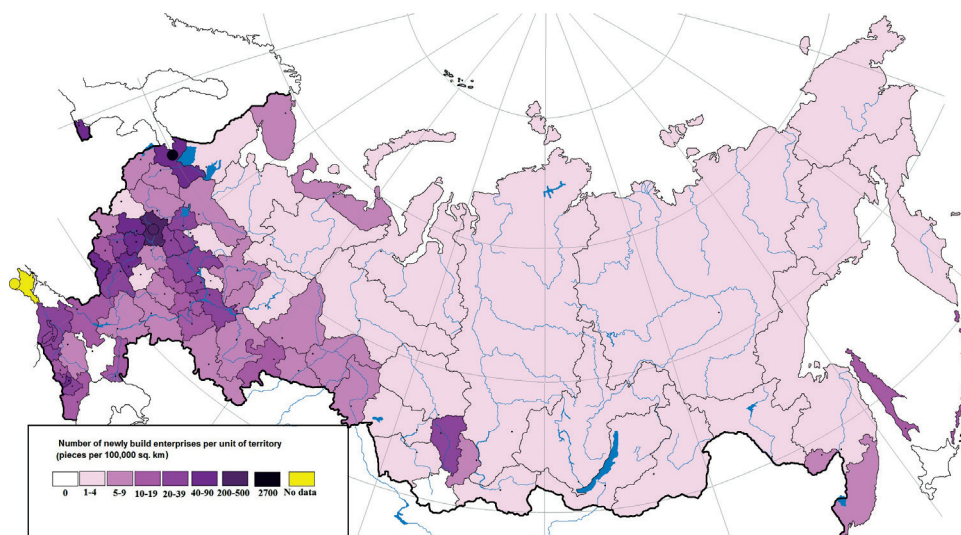 Number of newly build enterprises per unit of territory
(pieces per 100,000 sq. km)
0 1-4 5-9 10-19 20-39 40-90 200-500 2700 No data